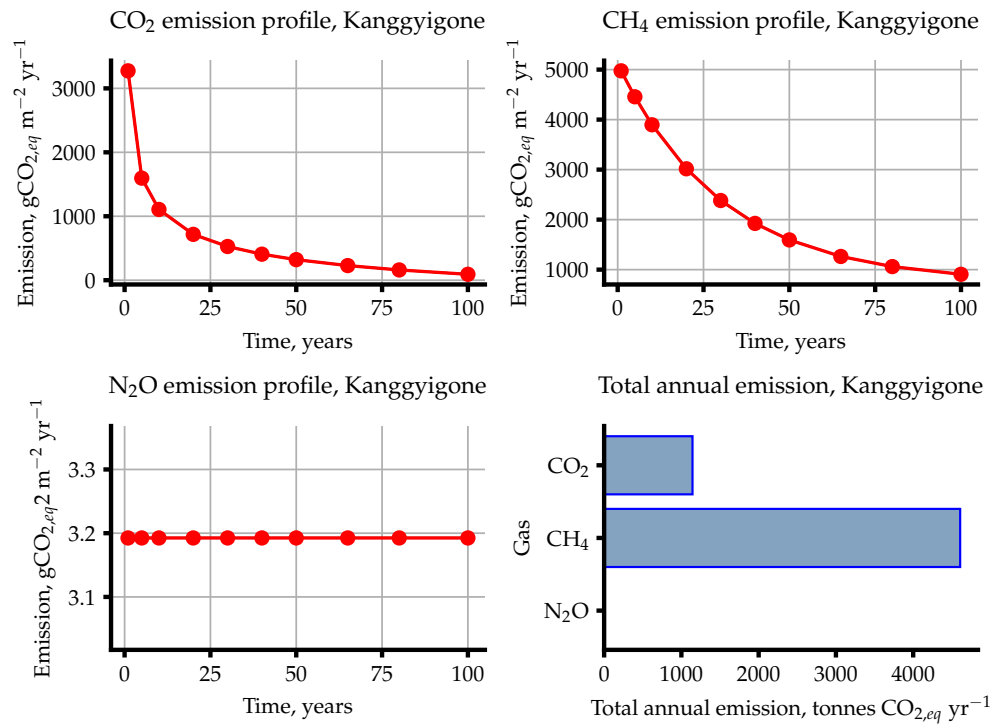 CO₂ emission profile, Kanggyigone
Emission, gCO₂,eq m⁻² yr⁻¹
3000
2000
1000
0
0 25 50 75 100
Time, years
CH₄ emission profile, Kanggyigone
Emission, gCO₂,eq m⁻² yr⁻¹
5000
4000
3000
2000
1000
0 25 50 75 100
Time, years
N₂O emission profile, Kanggyigone
Emission, gCO₂,eq2 m⁻² yr⁻¹
3.3
3.2
3.1
0 25 50 75 100
Time, years
Total annual emission, Kanggyigone
Gas
CO₂
CH₄
N₂O
0 1000 2000 3000 4000
Total annual emission, tonnes CO₂,eq yr⁻¹